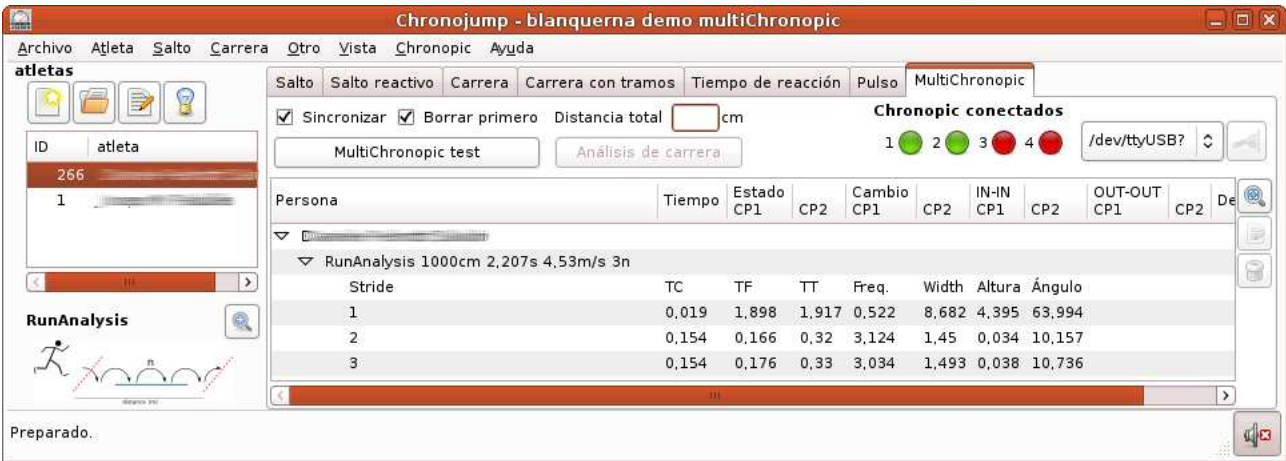 Chronojump - blanquerna demo multiChronopic
Archivo Atleta Salto Carrera Otro Vista Chronopic Ayuda
atletas
ID atleta
266
1
RunAnalysis
n
Salto Salto reactivo Carrera Carrera con tramos Tiempo de reacción Pulso MultiChronopic
Sincronizar Borrar primero Distancia total cm
Chronopic conectados
1 2 3 4 /dev/ttyUSB?
MultiChronopic test Análisis de carrera
Persona Tiempo Estado CP1 CP2 Cambio CP1 CP2 IN-IN CP1 CP2 OUT-OUT CP1 CP2 De
RunAnalysis 1000cm 2,207s 4,53m/s 3n
Stride TC TF TT Freq. Width Altura Ángulo
1 0,019 1,898 1,917 0,522 8,682 4,395 63,994
2 0,154 0,166 0,32 3,124 1,45 0,034 10,157
3 0,154 0,176 0,33 3,034 1,493 0,038 10,736
Preparado.